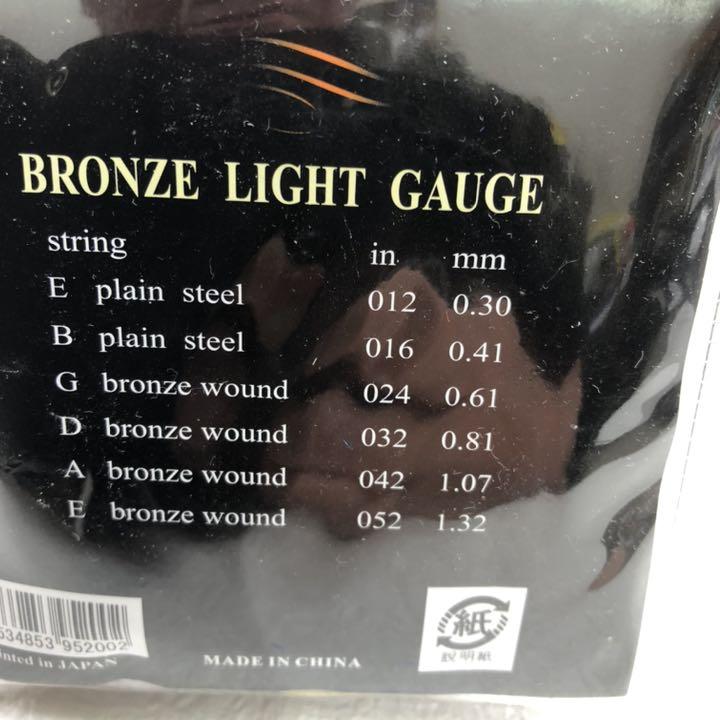 BRONZE LIGHT GAUGE
string in mm
E plain steel 012 0.30
B plain steel 016 0.41
G bronze wound 024 0.61
D bronze wound 032 0.81
A bronze wound 042 1.07
E bronze wound 052 1.32
534853 952002
in JAPAN
MADE IN CHINA
紙
説明紙